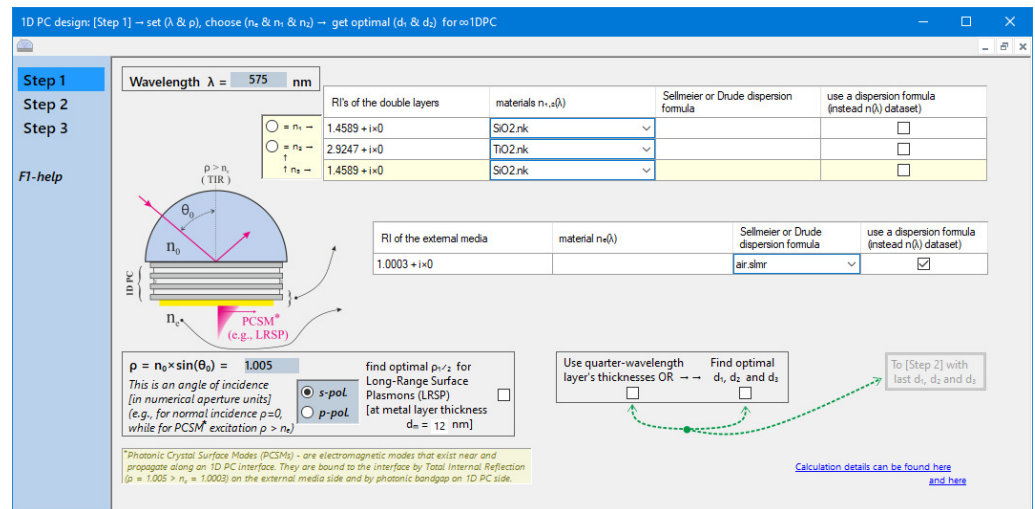 1D PC design: [Step 1] → set (λ & ρ), choose (nₑ & n₁ & n₂) → get optimal (d₁ & d₂) for ∞1DPC
Step 1
Step 2
Step 3
F1-help
Wavelength λ = 575 nm
RI's of the double layers
materials n₁,₂(λ)
Sellmeier or Drude dispersion
formula
use a dispersion formula
(instead n(λ) dataset)
= n₁ →
1.4589 + i×0
SiO2.nk
= n₂ →
2.9247 + i×0
TiO2.nk
↑
↑ n₃ →
1.4589 + i×0
SiO2.nk
ρ > nₑ
(TIR)
θ₀
n₀
1D PC
nₑ
PCSM*
(e.g., LRSP)
RI of the external media
material nₑ(λ)
Sellmeier or Drude
dispersion formula
use a dispersion formula
(instead n(λ) dataset)
1.0003 + i×0
air.slmr
ρ = n₀×sin(θ₀) = 1.005
This is an angle of incidence
[in numerical aperture units]
(e.g., for normal incidence ρ=0,
while for PCSM* excitation ρ > nₑ)
s-pol.
p-pol.
find optimal ρ₁/₂ for
Long-Range Surface
Plasmons (LRSP)
[at metal layer thickness
dₘ = 12 nm]
Use quarter-wavelength
layer's thicknesses OR → →
Find optimal
d₁, d₂ and d₃
To [Step 2] with
last d₁, d₂ and d₃
*Photonic Crystal Surface Modes (PCSMs) - are electromagnetic modes that exist near and
propagate along an 1D PC interface. They are bound to the interface by Total Internal Reflection
(ρ = 1.005 > nₑ = 1.0003) on the external media side and by photonic bandgap on 1D PC side.
Calculation details can be found here
and here